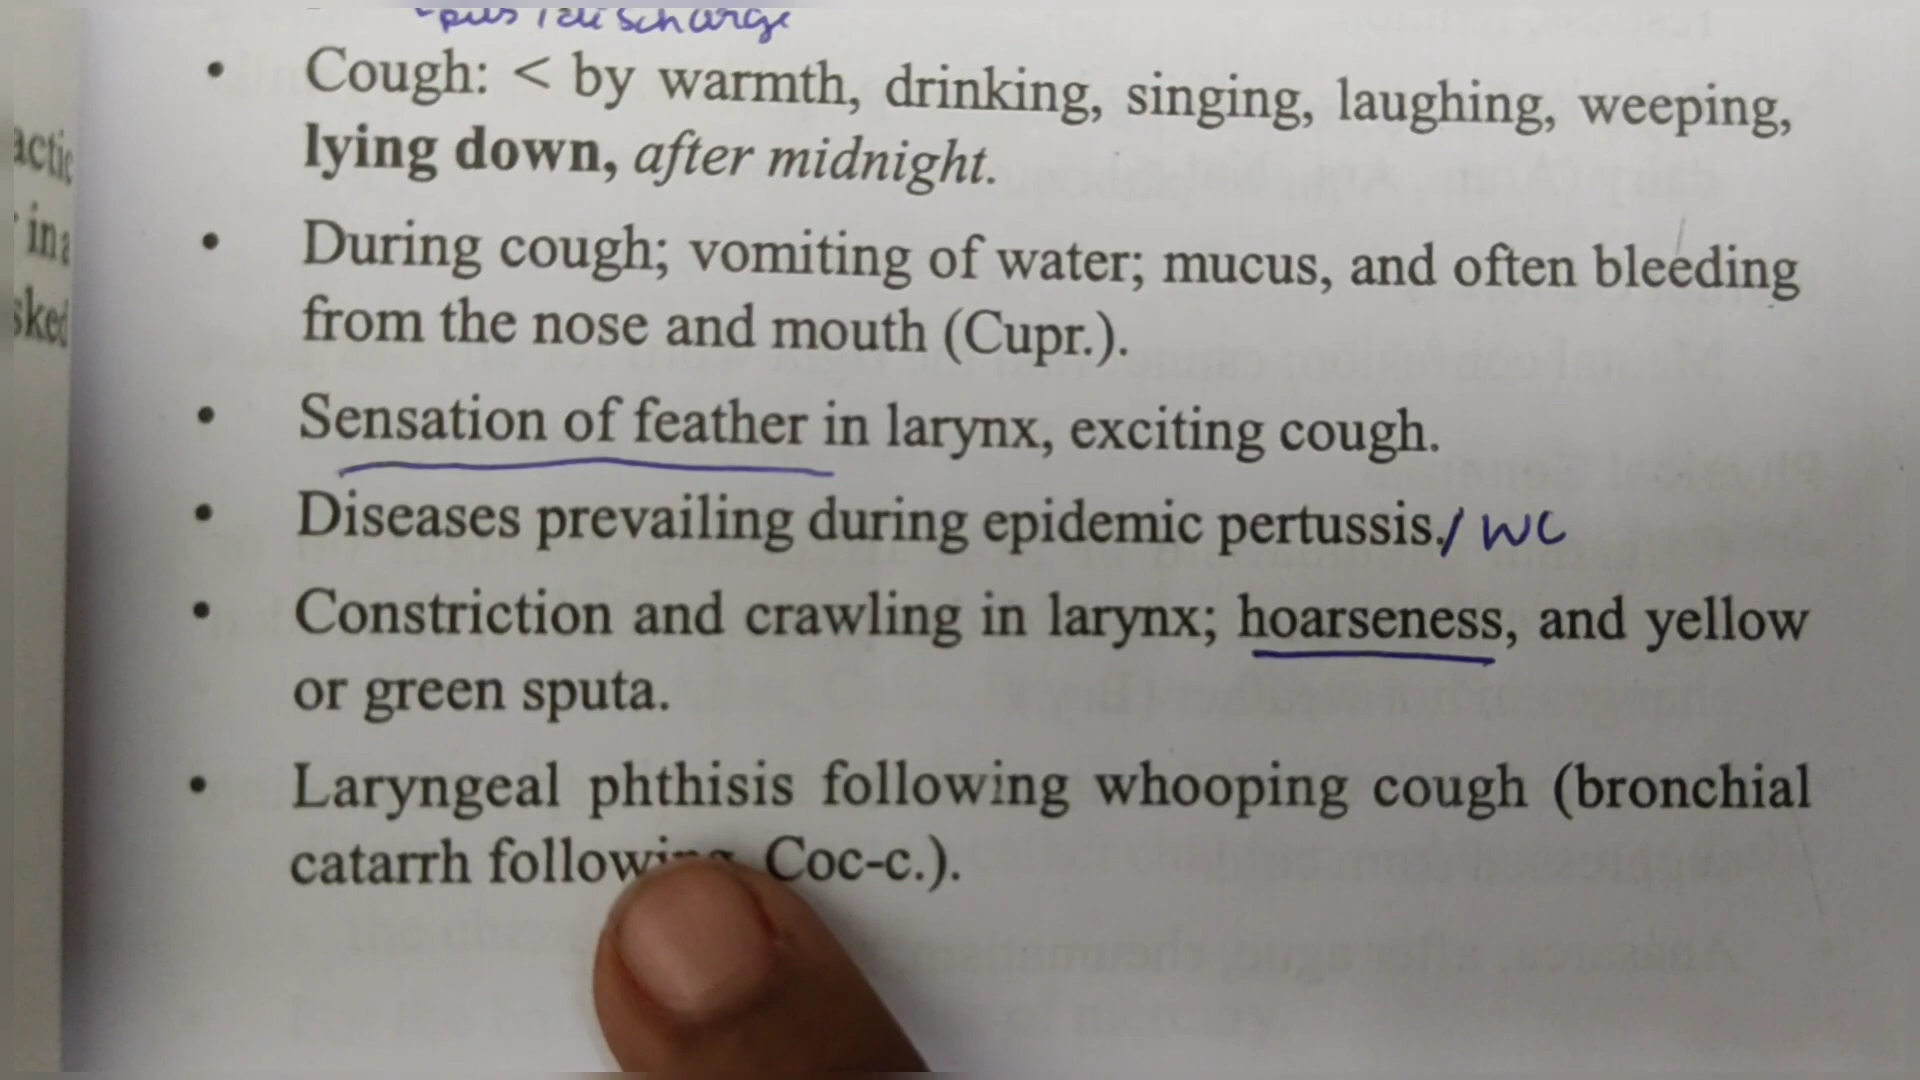 pus / discharge
• Cough: < by warmth, drinking, singing, laughing, weeping,
lying down, after midnight.
• During cough; vomiting of water; mucus, and often bleeding
from the nose and mouth (Cupr.).
• Sensation of feather in larynx, exciting cough.
• Diseases prevailing during epidemic pertussis./ WC
• Constriction and crawling in larynx; hoarseness, and yellow
or green sputa.
• Laryngeal phthisis following whooping cough (bronchial
catarrh following Coc-c.).